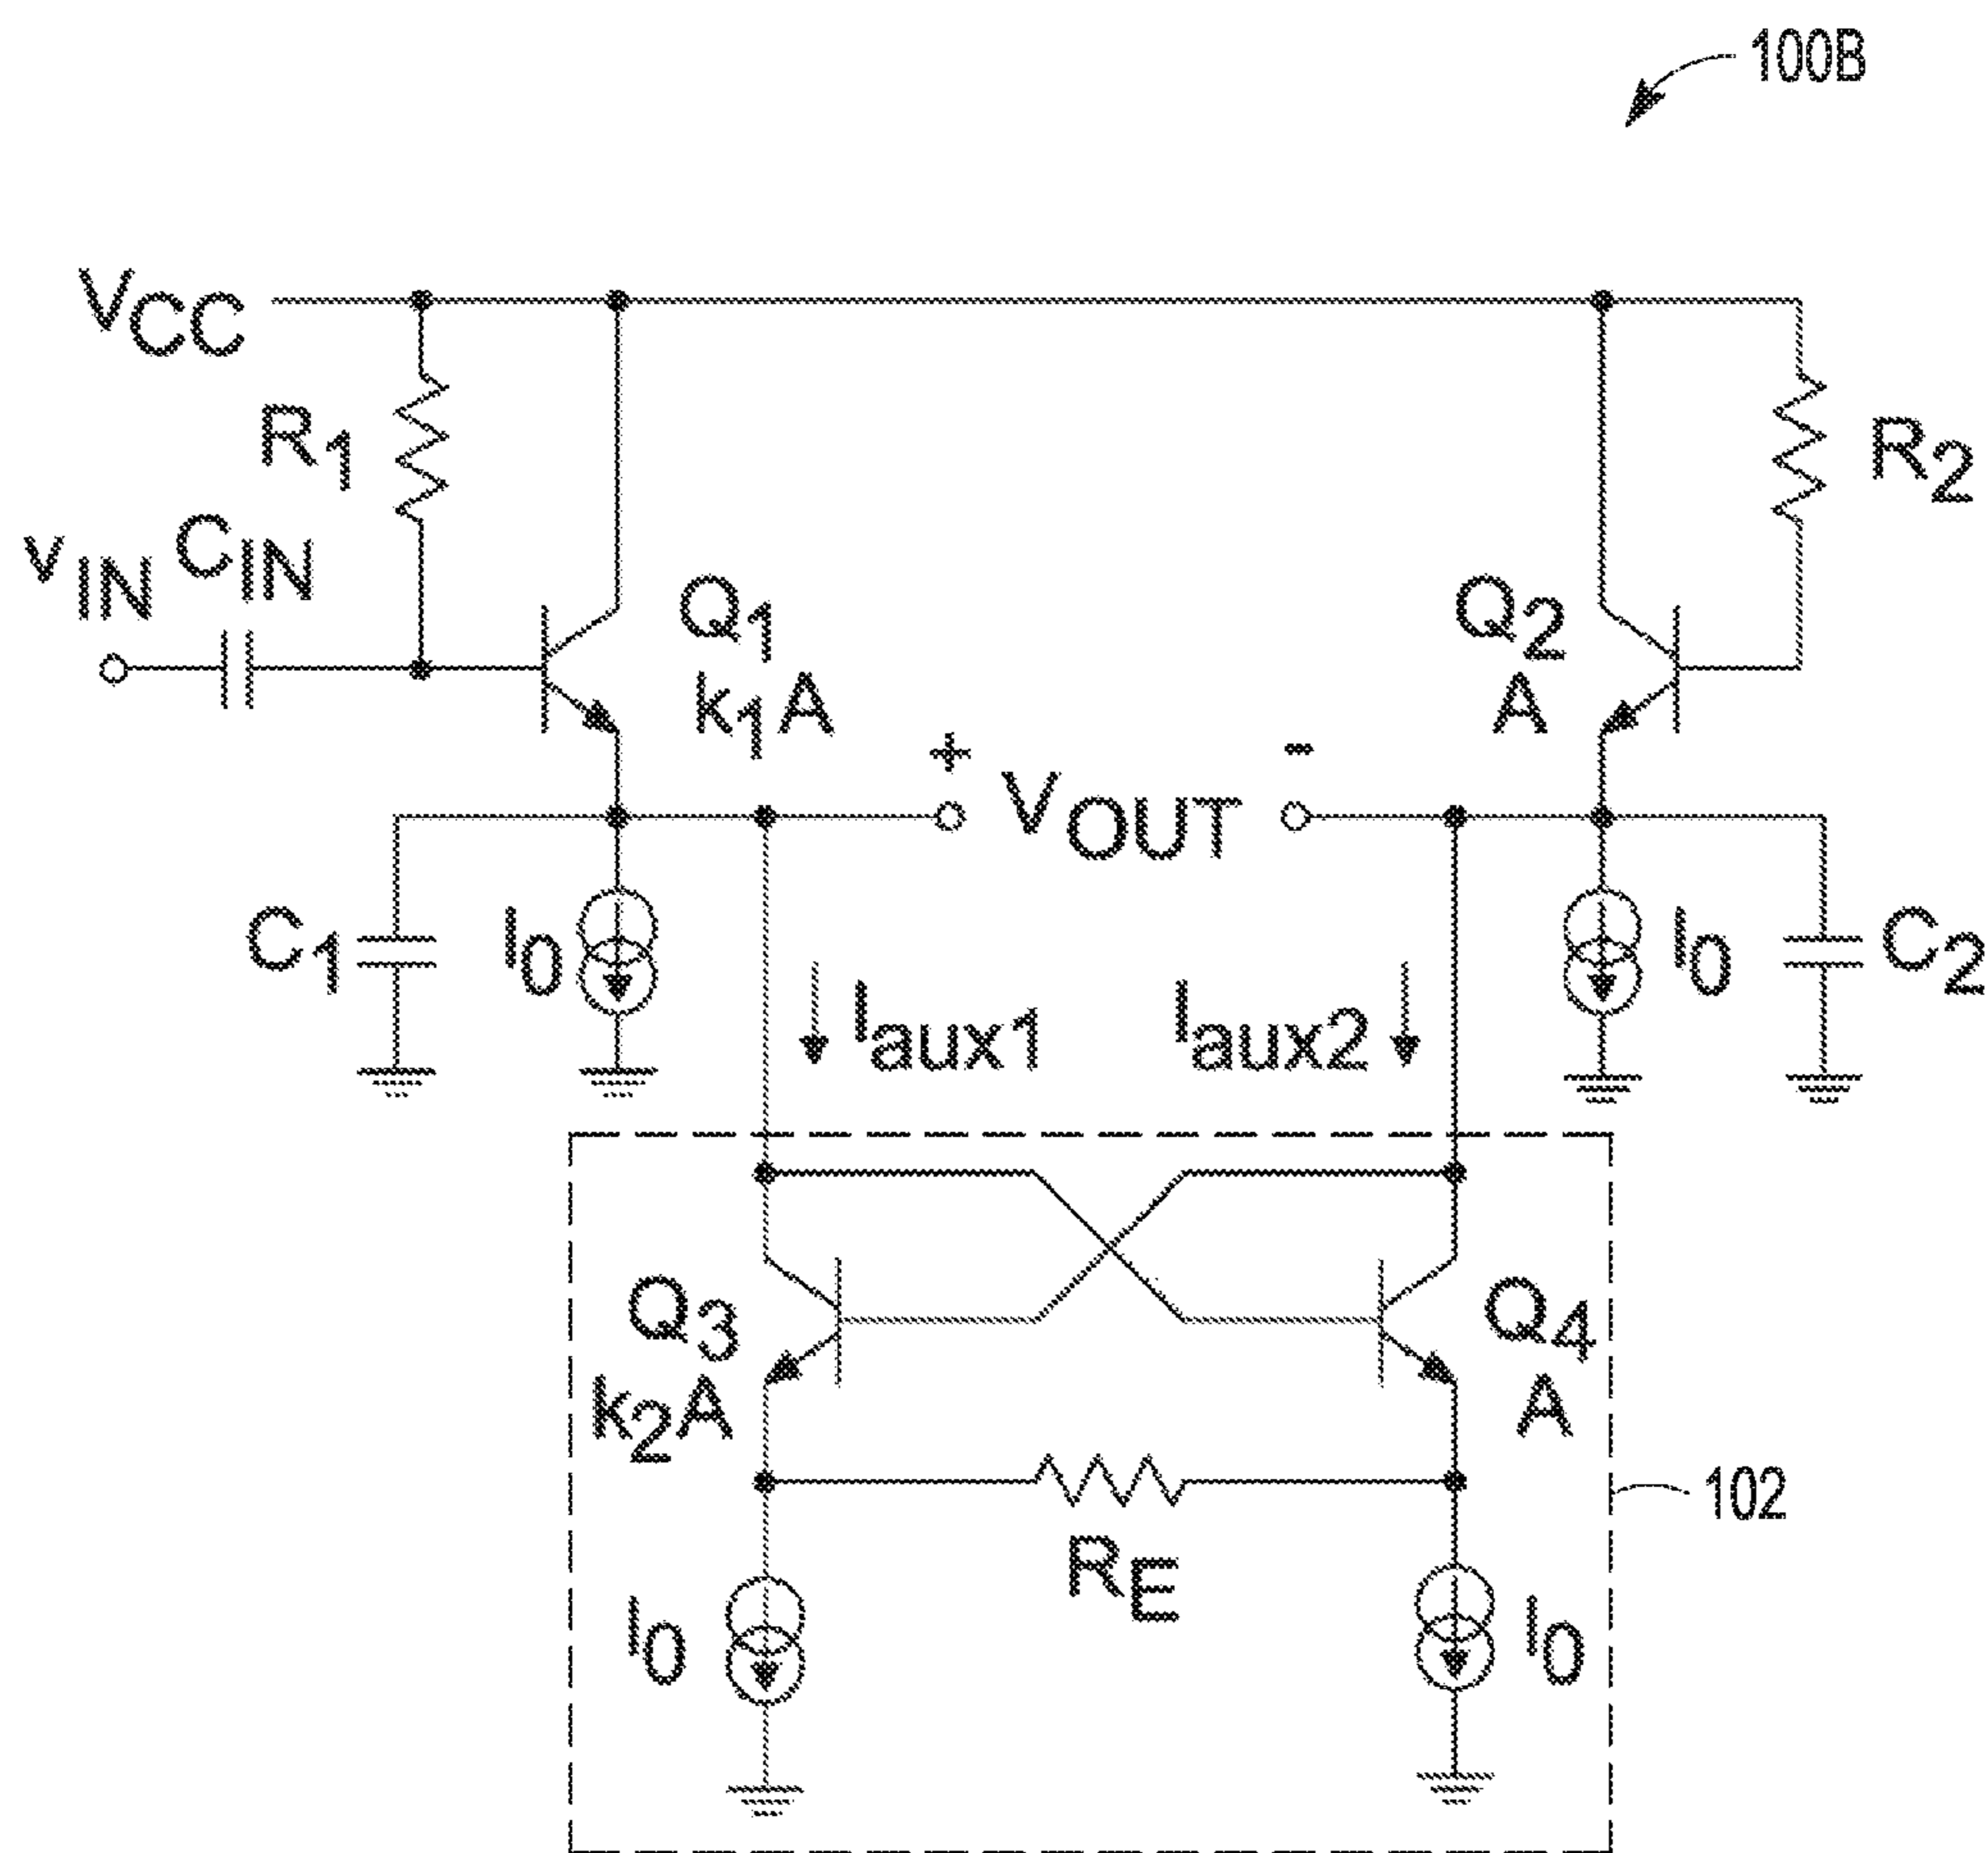 100B
VCC
R1
R2
vIN CIN
Q1
k1A
Q2
A
+
-
VOUT
C1
I0
Iaux1
Iaux2
I0
C2
Q3
k2A
Q4
A
RE
102
I0
I0